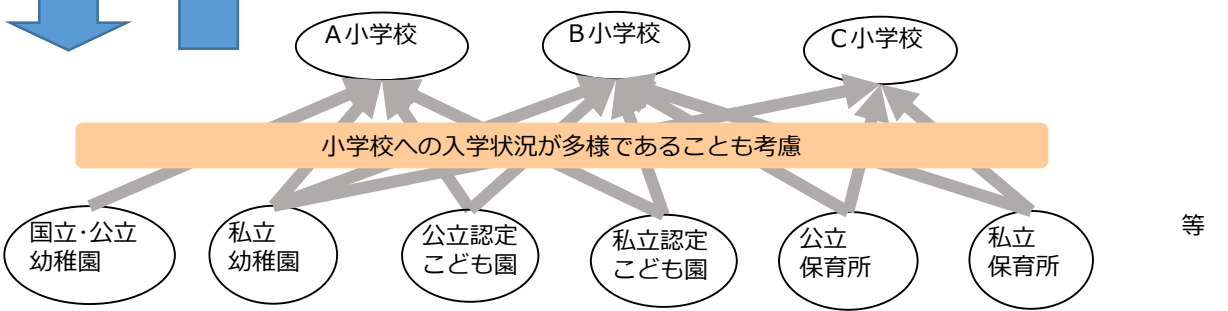 A小学校
B小学校
C小学校
小学校への入学状況が多様であることも考慮
国立・公立
幼稚園
私立
幼稚園
公立認定
こども園
私立認定
こども園
公立
保育所
私立
保育所
等